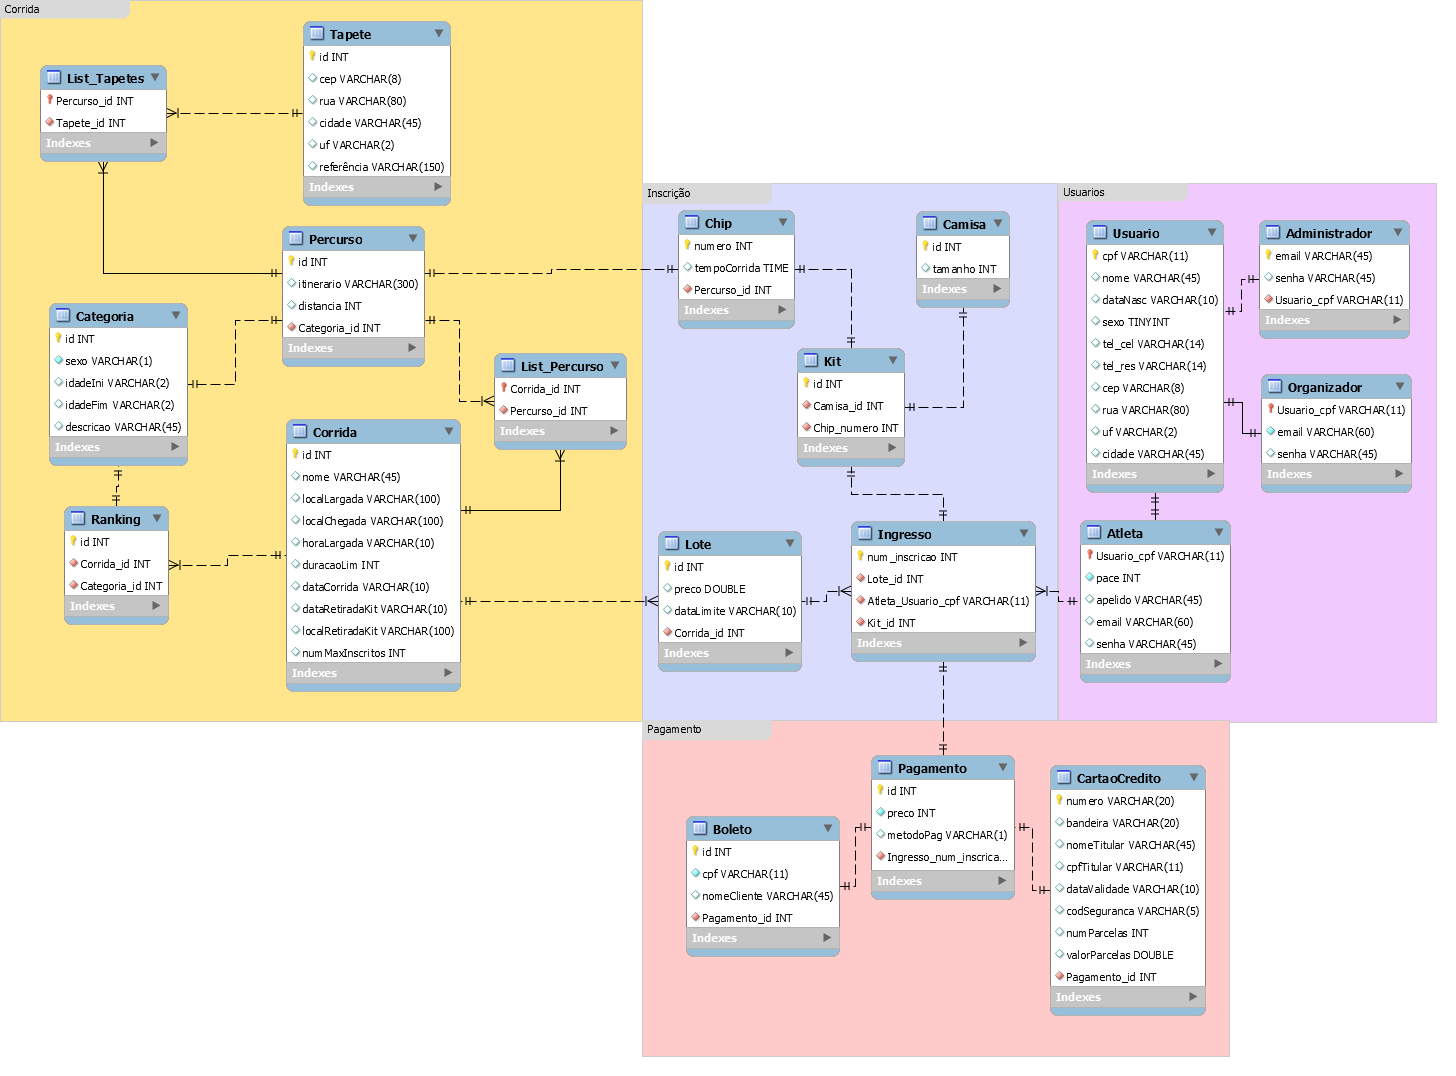 Corrida
Tapete
id INT
cep VARCHAR(8)
rua VARCHAR(80)
cidade VARCHAR(45)
uf VARCHAR(2)
referência VARCHAR(150)
Indexes
List_Tapetes
Percurso_id INT
Tapete_id INT
Indexes
Percurso
id INT
itinerario VARCHAR(300)
distancia INT
Categoria_id INT
Indexes
Categoria
id INT
sexo VARCHAR(1)
idadeIni VARCHAR(2)
idadeFim VARCHAR(2)
descricao VARCHAR(45)
Indexes
List_Percurso
Corrida_id INT
Percurso_id INT
Indexes
Corrida
id INT
nome VARCHAR(45)
localLargada VARCHAR(100)
localChegada VARCHAR(100)
horaLargada VARCHAR(10)
duracaoLim INT
dataCorrida VARCHAR(10)
dataRetiradaKit VARCHAR(10)
localRetiradaKit VARCHAR(100)
numMaxInscritos INT
Indexes
Ranking
id INT
Corrida_id INT
Categoria_id INT
Indexes
Inscrição
Chip
numero INT
tempoCorrida TIME
Percurso_id INT
Indexes
Camisa
id INT
tamanho INT
Indexes
Kit
id INT
Camisa_id INT
Chip_numero INT
Indexes
Lote
id INT
preco DOUBLE
dataLimite VARCHAR(10)
Corrida_id INT
Indexes
Ingresso
num_inscricao INT
Lote_id INT
Atleta_Usuario_cpf VARCHAR(11)
Kit_id INT
Indexes
Usuarios
Usuario
cpf VARCHAR(11)
nome VARCHAR(45)
dataNasc VARCHAR(10)
sexo TINYINT
tel_cel VARCHAR(14)
tel_res VARCHAR(14)
cep VARCHAR(8)
rua VARCHAR(80)
uf VARCHAR(2)
cidade VARCHAR(45)
Indexes
Administrador
email VARCHAR(45)
senha VARCHAR(45)
Usuario_cpf VARCHAR(11)
Indexes
Organizador
Usuario_cpf VARCHAR(11)
email VARCHAR(60)
senha VARCHAR(45)
Indexes
Atleta
Usuario_cpf VARCHAR(11)
pace INT
apelido VARCHAR(45)
email VARCHAR(60)
senha VARCHAR(45)
Indexes
Pagamento
Pagamento
id INT
preco INT
metodoPag VARCHAR(1)
Ingresso_num_inscrica...
Indexes
Boleto
id INT
cpf VARCHAR(11)
nomeCliente VARCHAR(45)
Pagamento_id INT
Indexes
CartaoCredito
numero VARCHAR(20)
bandeira VARCHAR(20)
nomeTitular VARCHAR(45)
cpfTitular VARCHAR(11)
dataValidade VARCHAR(10)
codSeguranca VARCHAR(5)
numParcelas INT
valorParcelas DOUBLE
Pagamento_id INT
Indexes